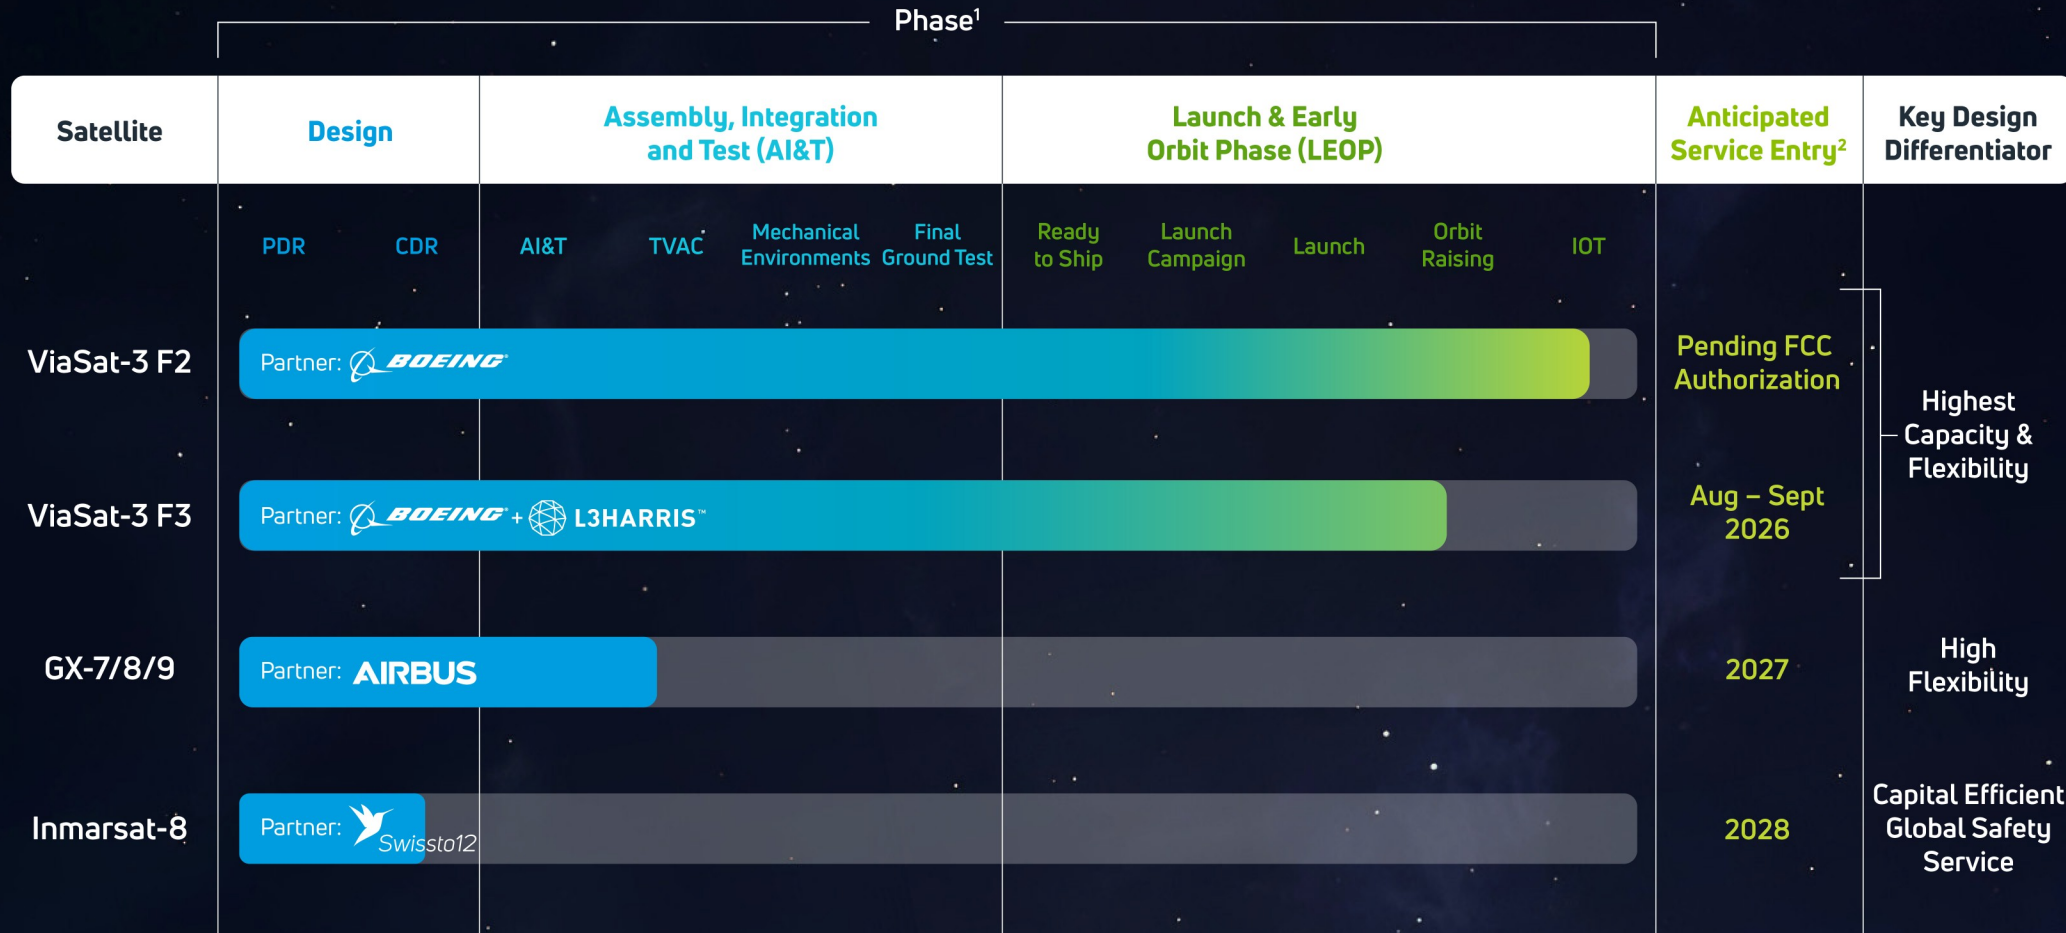 Phase¹
Satellite
Design
Assembly, Integration
and Test (AI&T)
Launch & Early
Orbit Phase (LEOP)
Anticipated
Service Entry²
Key Design
Differentiator
PDR
CDR
AI&T
TVAC
Mechanical
Environments
Final
Ground Test
Ready
to Ship
Launch
Campaign
Launch
Orbit
Raising
IOT
ViaSat-3 F2
Partner: BOEING®
Pending FCC
Authorization
Highest
Capacity &
Flexibility
ViaSat-3 F3
Partner: BOEING® + L3HARRIS™
Aug – Sept
2026
GX-7/8/9
Partner: AIRBUS
2027
High
Flexibility
Inmarsat-8
Partner: Swissto12
2028
Capital Efficient
Global Safety
Service